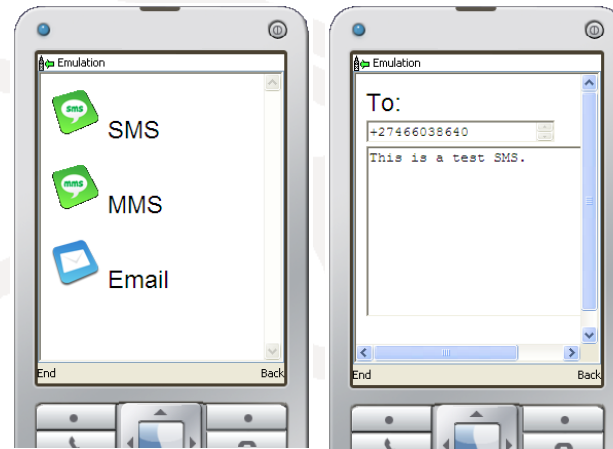 Emulation
sms
SMS
mms
MMS
Email
End Back
Emulation
To:
+27466038640
This is a test SMS.
End Back